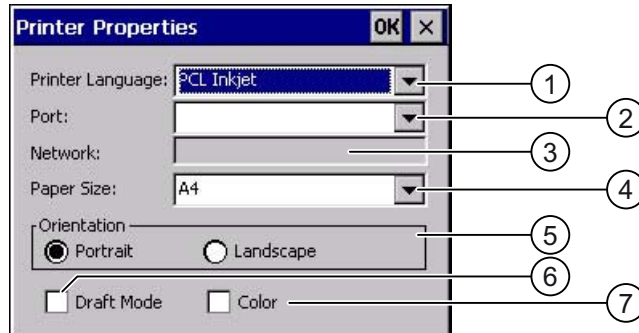 Printer Properties OK ×
Printer Language: PCL Inkjet 1
Port: 2
Network: 3
Paper Size: A4 4
Orientation 5
Portrait Landscape
6
Draft Mode Color 7